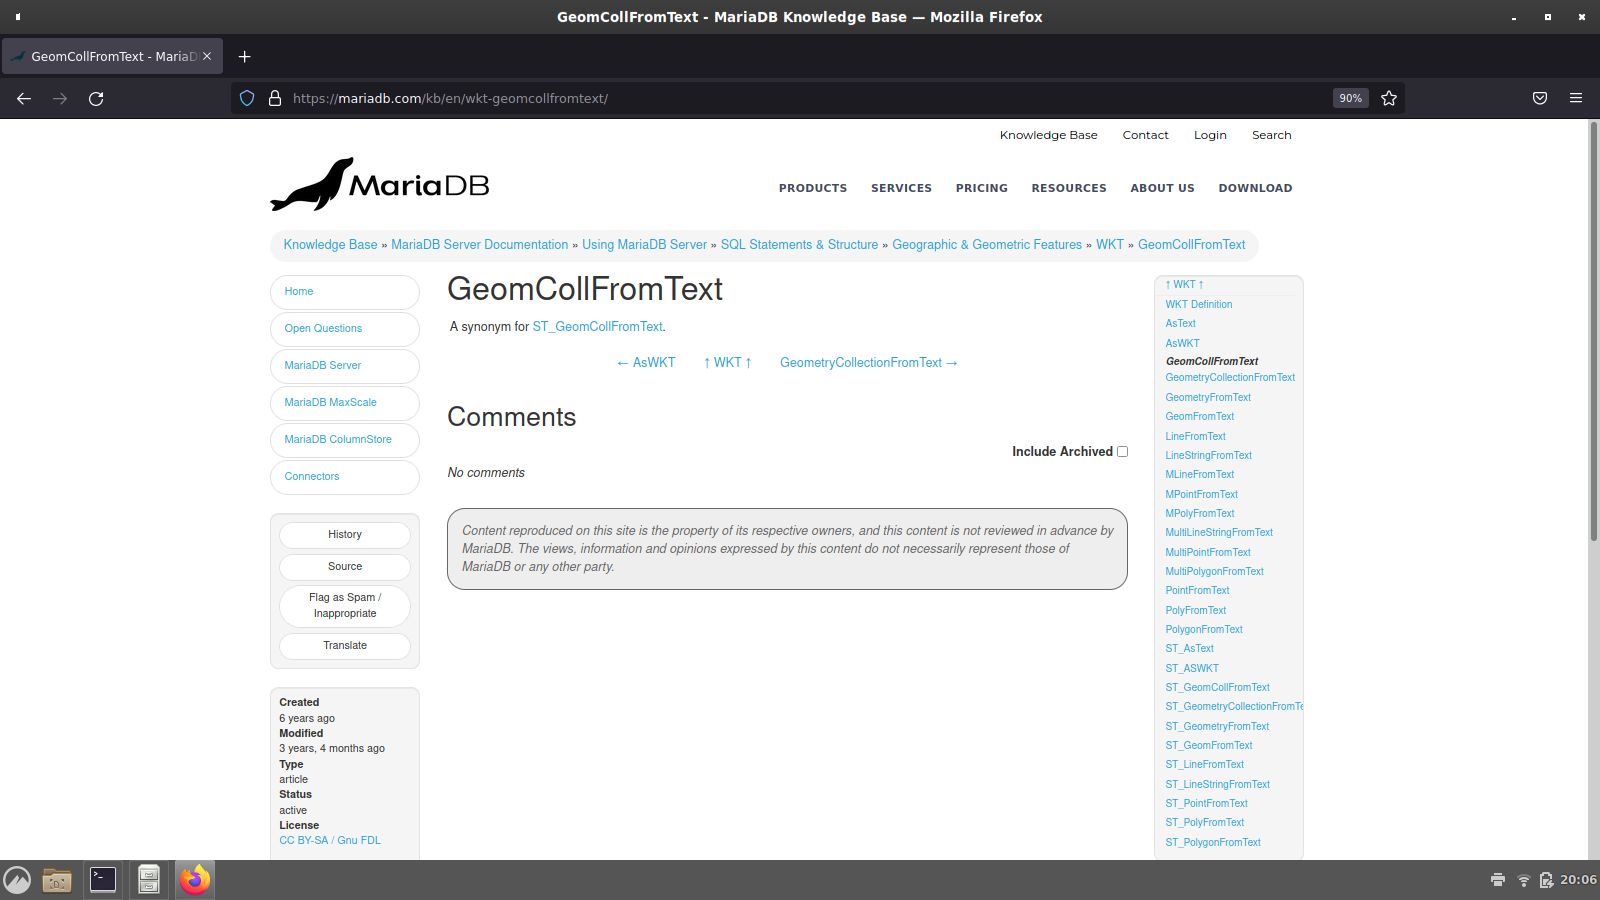 GeomCollFromText - MariaDB Knowledge Base — Mozilla Firefox
GeomCollFromText - MariaDB
https://mariadb.com/kb/en/wkt-geomcollfromtext/
90%
Knowledge Base Contact Login Search
MariaDB
PRODUCTS SERVICES PRICING RESOURCES ABOUT US DOWNLOAD
Knowledge Base » MariaDB Server Documentation » Using MariaDB Server » SQL Statements & Structure » Geographic & Geometric Features » WKT » GeomCollFromText
Home
Open Questions
MariaDB Server
MariaDB MaxScale
MariaDB ColumnStore
Connectors
History
Source
Flag as Spam /
Inappropriate
Translate
Created
6 years ago
Modified
3 years, 4 months ago
Type
article
Status
active
License
CC BY-SA / Gnu FDL
GeomCollFromText
A synonym for ST_GeomCollFromText.
← AsWKT ↑ WKT ↑ GeometryCollectionFromText →
Comments
Include Archived
No comments
Content reproduced on this site is the property of its respective owners, and this content is not reviewed in advance by
MariaDB. The views, information and opinions expressed by this content do not necessarily represent those of
MariaDB or any other party.
↑ WKT ↑
WKT Definition
AsText
AsWKT
GeomCollFromText
GeometryCollectionFromText
GeometryFromText
GeomFromText
LineFromText
LineStringFromText
MLineFromText
MPointFromText
MPolyFromText
MultiLineStringFromText
MultiPointFromText
MultiPolygonFromText
PointFromText
PolyFromText
PolygonFromText
ST_AsText
ST_ASWKT
ST_GeomCollFromText
ST_GeometryCollectionFromTe
ST_GeometryFromText
ST_GeomFromText
ST_LineFromText
ST_LineStringFromText
ST_PointFromText
ST_PolyFromText
ST_PolygonFromText
20:06